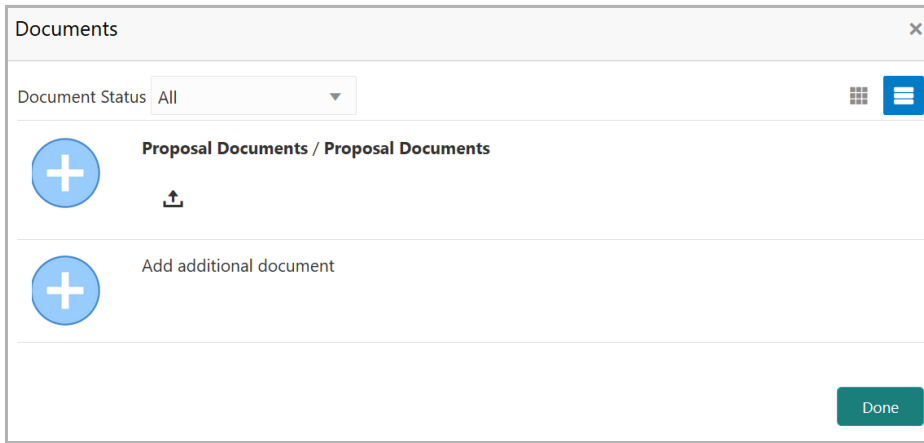 Documents
Document Status All
Proposal Documents / Proposal Documents
Add additional document
Done